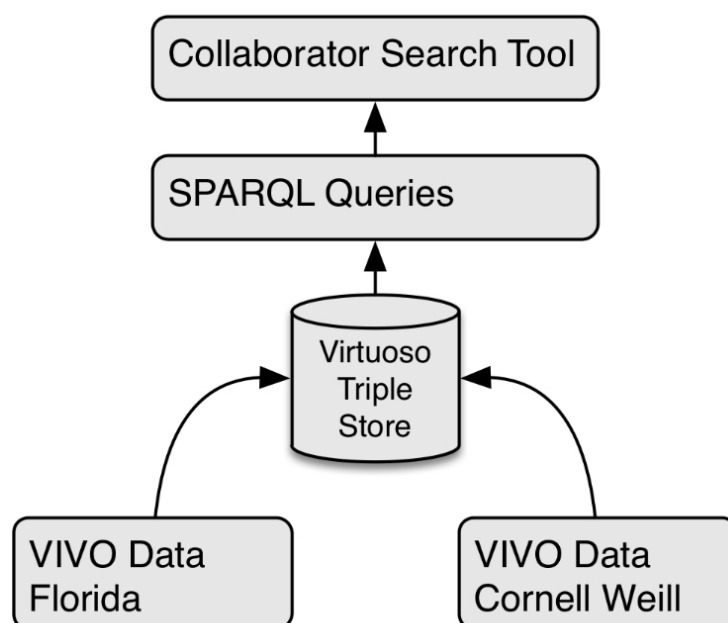 Collaborator Search Tool
SPARQL Queries
Virtuoso
Triple
Store
VIVO Data
Florida
VIVO Data
Cornell Weill